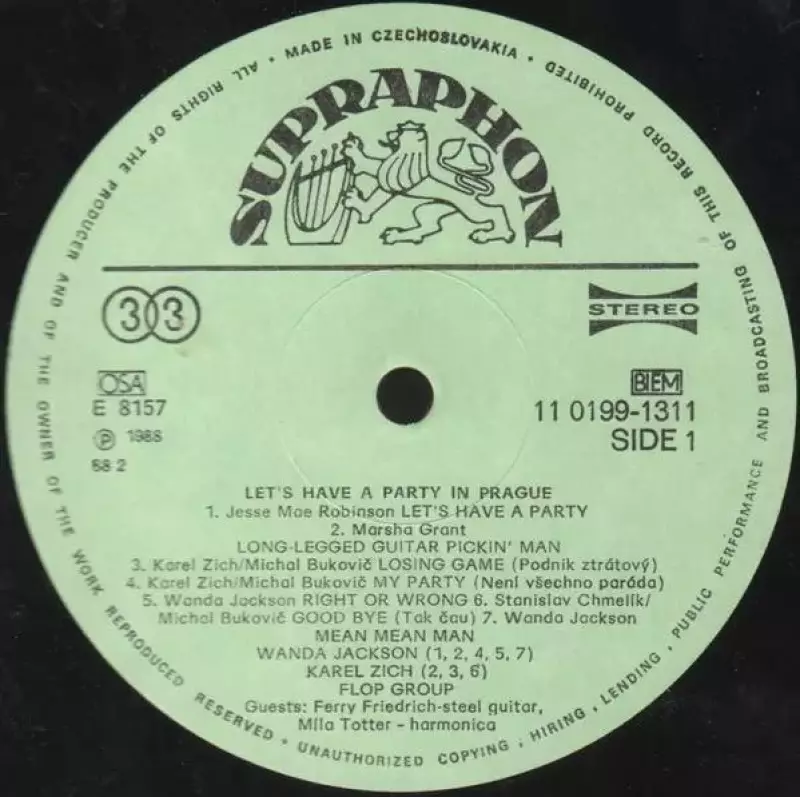 MADE IN CZECHOSLOVAKIA · ALL RIGHTS OF THE PRODUCER AND OF THE OWNER OF THE WORK REPRODUCED RESERVED · UNAUTHORIZED COPYING, HIRING, LENDING, PUBLIC PERFORMANCE AND BROADCASTING OF THIS RECORD PROHIBITED ·
SUPRAPHON
33
STEREO
OSA
BIEM
E 8157
11 0199-1311
℗ 1988
SIDE 1
88 2
LET'S HAVE A PARTY IN PRAGUE
1. Jesse Mae Robinson LET'S HAVE A PARTY
2. Marsha Grant
LONG-LEGGED GUITAR PICKIN' MAN
3. Karel Zich/Michal Bukovič LOSING GAME (Podnik ztrátový)
4. Karel Zich/Michal Bukovič MY PARTY (Není všechno paráda)
5. Wanda Jackson RIGHT OR WRONG 6. Stanislav Chmelík/
Michal Bukovič GOOD BYE (Tak čau) 7. Wanda Jackson
MEAN MEAN MAN
WANDA JACKSON (1, 2, 4, 5, 7)
KAREL ZICH (2, 3, 6)
FLOP GROUP
Guests: Ferry Friedrich-steel guitar,
Míla Totter - harmonica